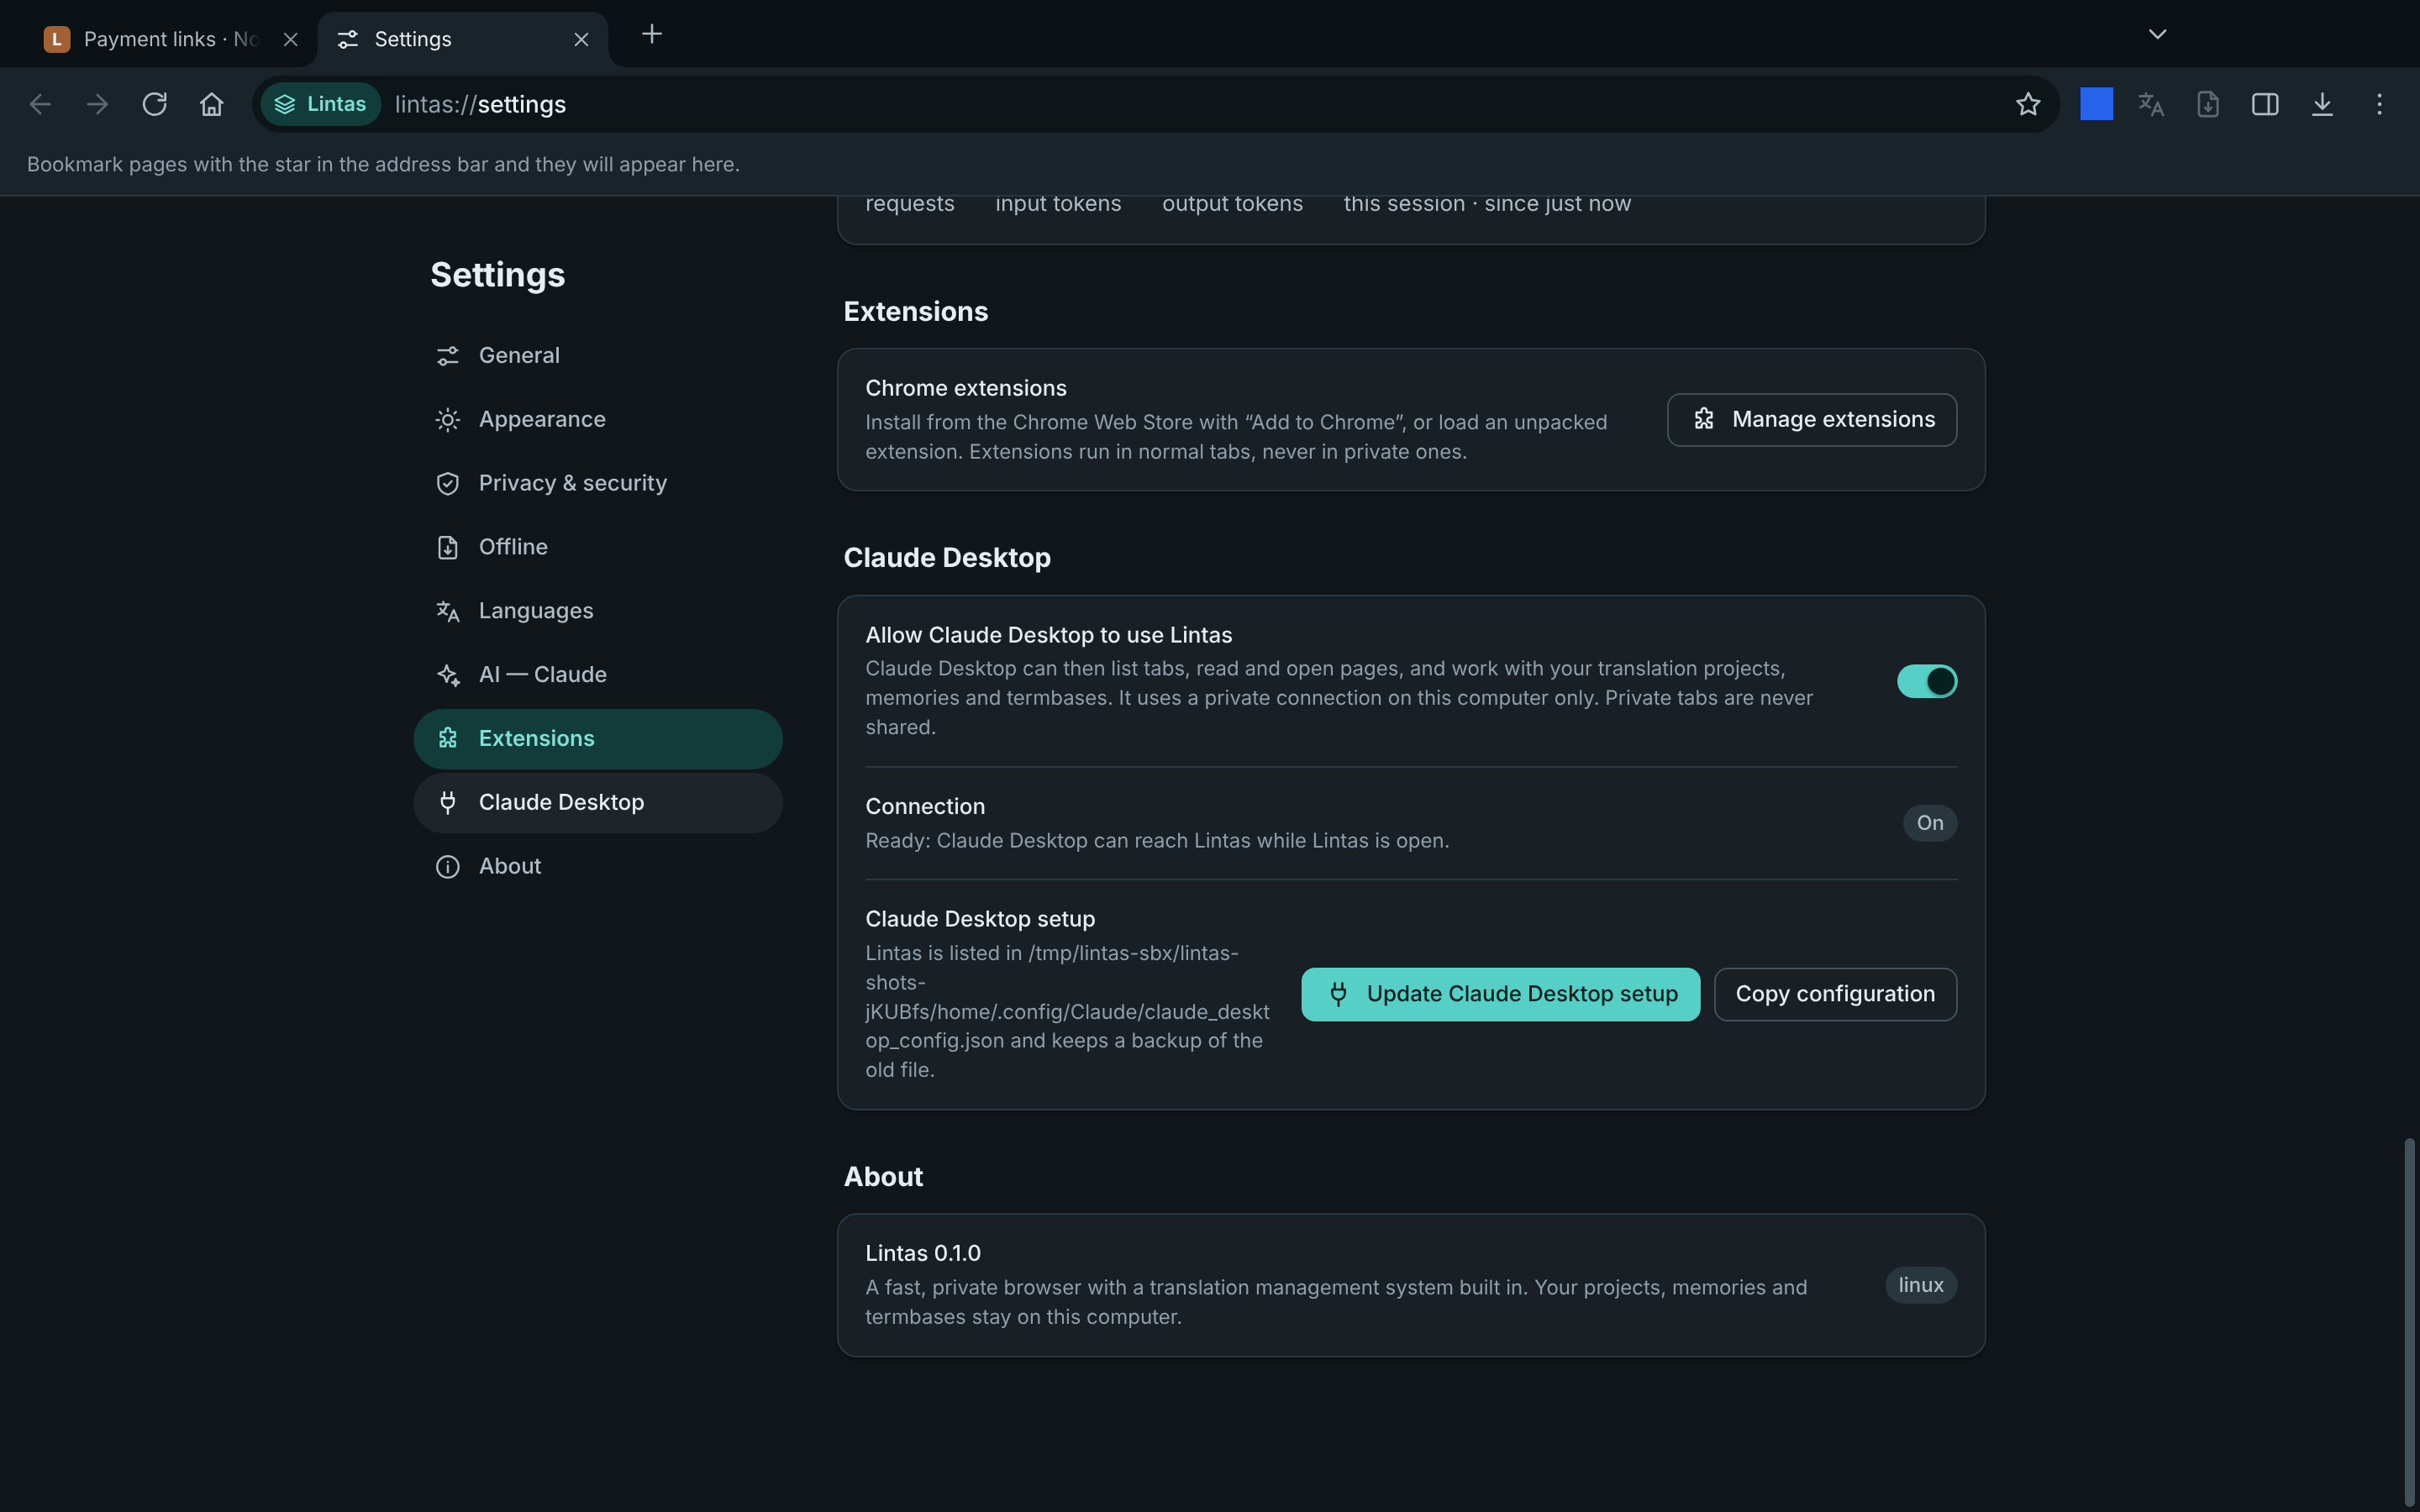 L Payment links · No
Settings
Lintas lintas://settings
Bookmark pages with the star in the address bar and they will appear here.
Settings
General
Appearance
Privacy & security
Offline
Languages
AI — Claude
Extensions
Claude Desktop
About
requests input tokens output tokens this session · since just now
Extensions
Chrome extensions
Install from the Chrome Web Store with “Add to Chrome”, or load an unpacked
extension. Extensions run in normal tabs, never in private ones.
Manage extensions
Claude Desktop
Allow Claude Desktop to use Lintas
Claude Desktop can then list tabs, read and open pages, and work with your translation projects,
memories and termbases. It uses a private connection on this computer only. Private tabs are never
shared.
Connection
Ready: Claude Desktop can reach Lintas while Lintas is open.
On
Claude Desktop setup
Lintas is listed in /tmp/lintas-sbx/lintas-
shots-
jKUBfs/home/.config/Claude/claude_deskt
op_config.json and keeps a backup of the
old file.
Update Claude Desktop setup
Copy configuration
About
Lintas 0.1.0
A fast, private browser with a translation management system built in. Your projects, memories and
termbases stay on this computer.
linux